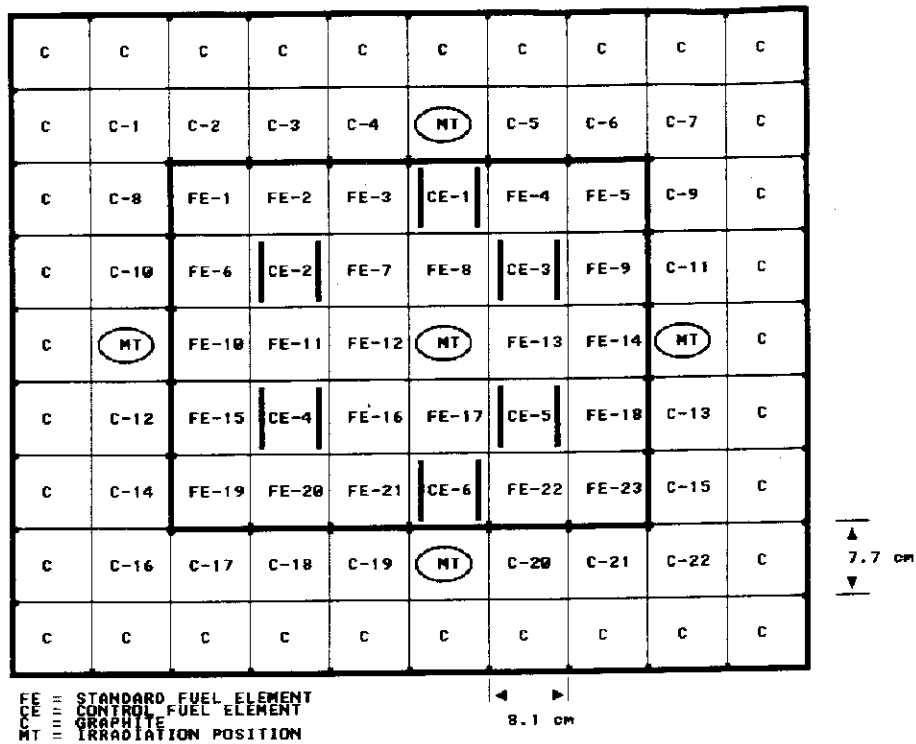 C C C C C C C C C C
C C-1 C-2 C-3 C-4 MT C-5 C-6 C-7 C
C C-8 FE-1 FE-2 FE-3 CE-1 FE-4 FE-5 C-9 C
C C-10 FE-6 CE-2 FE-7 FE-8 CE-3 FE-9 C-11 C
C MT FE-10 FE-11 FE-12 MT FE-13 FE-14 MT C
C C-12 FE-15 CE-4 FE-16 FE-17 CE-5 FE-18 C-13 C
C C-14 FE-19 FE-20 FE-21 CE-6 FE-22 FE-23 C-15 C
C C-16 C-17 C-18 C-19 MT C-20 C-21 C-22 C
7.7 cm
C C C C C C C C C C
8.1 cm
FE = STANDARD FUEL ELEMENT
CE = CONTROL FUEL ELEMENT
C = GRAPHITE
MT = IRRADIATION POSITION